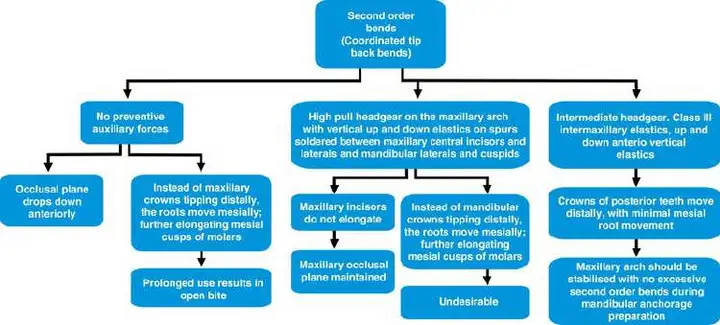 Second order
bends
(Coordinated tip
back bends)
No preventive
auxiliary forces
High pull headgear on the maxillary arch
with vertical up and down elastics on spurs
soldered between maxillary central incisors and
laterals and mandibular laterals and cuspids
Intermediate headgear. Class III
intermaxillary elastics, up and
down anterio vertical
elastics
Occlusal plane
drops down
anteriorly
Instead of maxillary
crowns tipping distally,
the roots move mesially;
further elongating mesial
cusps of molars
Maxillary incisors
do not elongate
Instead of mandibular
crowns tipping distally,
the roots move mesially;
further elongating
mesial cusps of molars
Crowns of posterior teeth move
distally, with minimal mesial
root movement
Prolonged use results in
open bite
Maxillary occlusal
plane maintained
Undesirable
Maxillary arch should be
stabilised with no excessive
second order bends during
mandibular anchorage
preparation